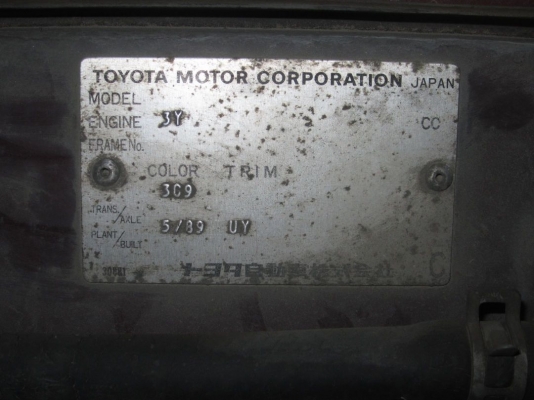 TOYOTA MOTOR CORPORATION JAPAN
MODEL
ENGINE 3Y CC
FRAME No.
COLOR TRIM
3G9
TRANS/AXLE
PLANT/BUILT 5/89 UY
C